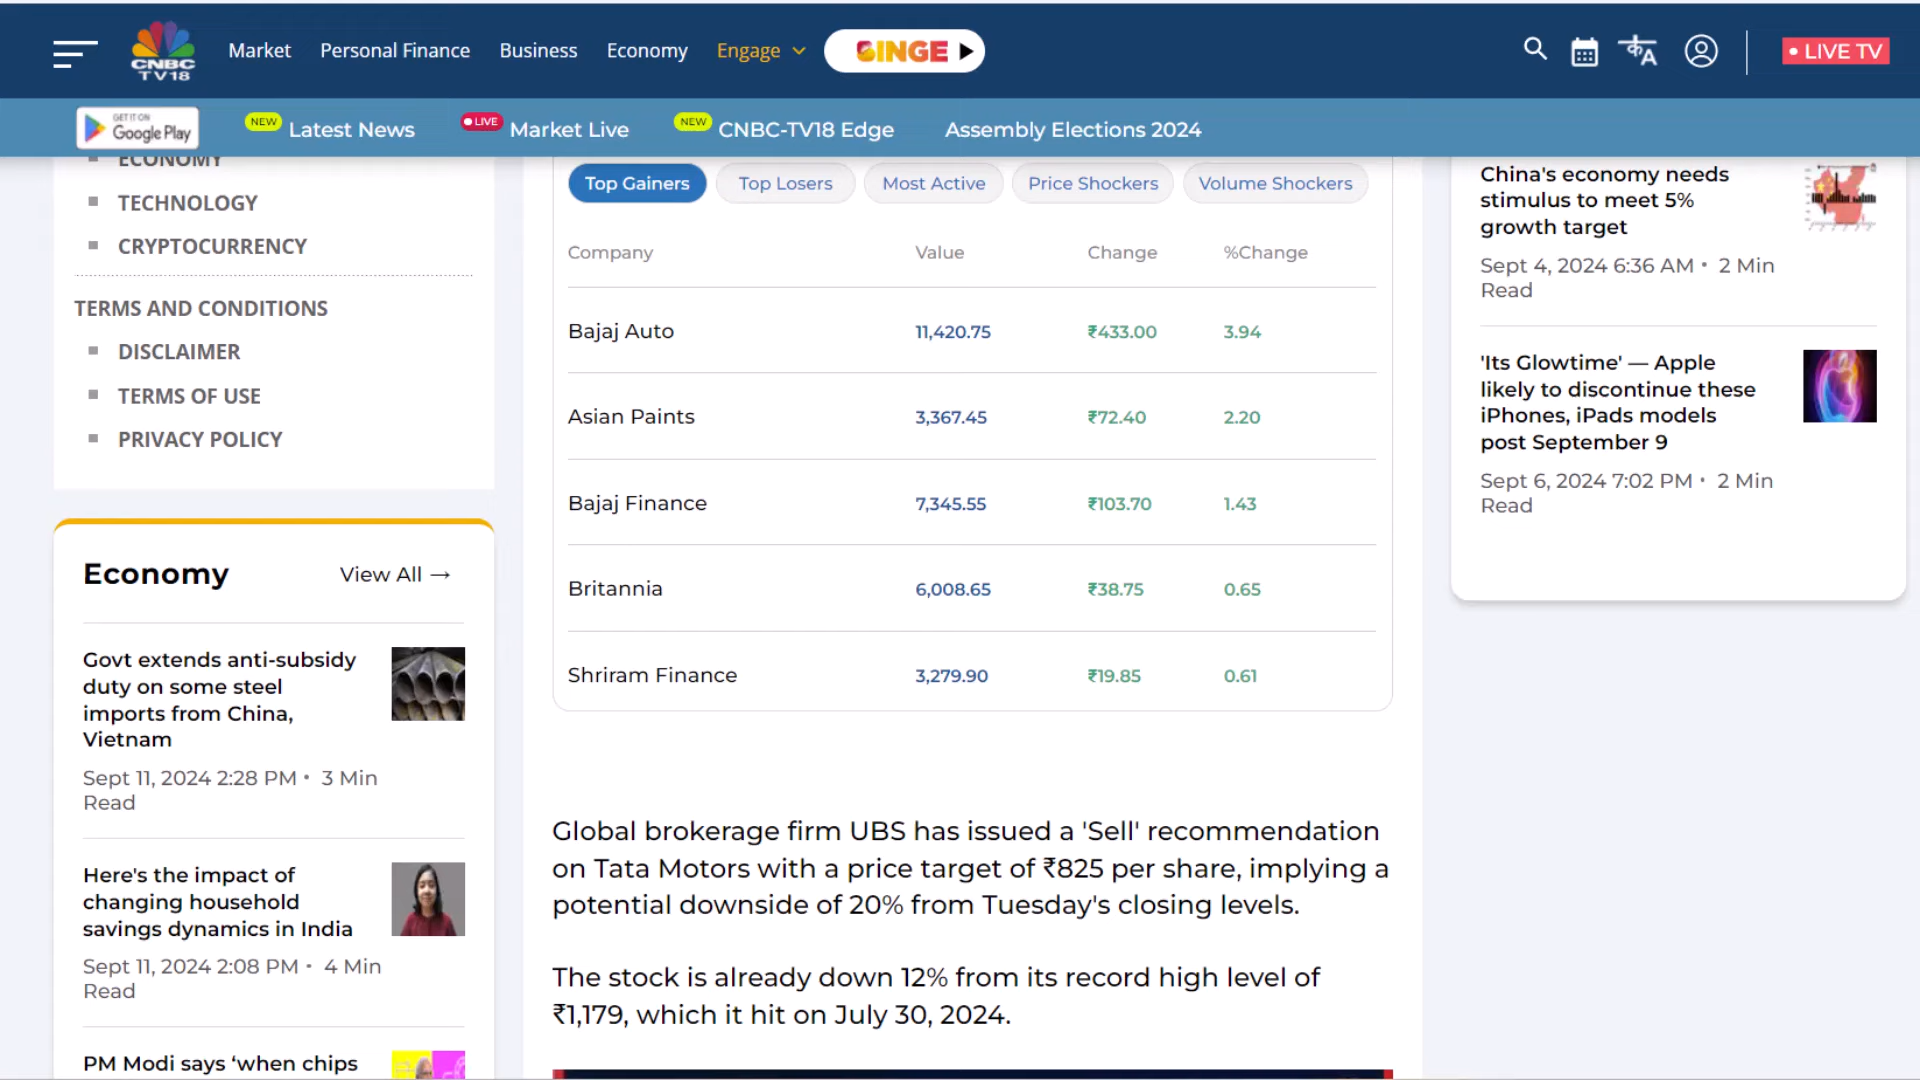 CNBC
TV18
Market
Personal Finance
Business
Economy
Engage
BINGE
LIVE TV
GET IT ON
Google Play
NEW
Latest News
LIVE
Market Live
NEW
CNBC-TV18 Edge
Assembly Elections 2024
ECONOMY
TECHNOLOGY
CRYPTOCURRENCY
TERMS AND CONDITIONS
DISCLAIMER
TERMS OF USE
PRIVACY POLICY
Economy
View All →
Govt extends anti-subsidy
duty on some steel
imports from China,
Vietnam
Sept 11, 2024 2:28 PM • 3 Min
Read
Here's the impact of
changing household
savings dynamics in India
Sept 11, 2024 2:08 PM • 4 Min
Read
PM Modi says ‘when chips
Top Gainers
Top Losers
Most Active
Price Shockers
Volume Shockers
Company Value Change %Change
Bajaj Auto 11,420.75 ₹433.00 3.94
Asian Paints 3,367.45 ₹72.40 2.20
Bajaj Finance 7,345.55 ₹103.70 1.43
Britannia 6,008.65 ₹38.75 0.65
Shriram Finance 3,279.90 ₹19.85 0.61
Global brokerage firm UBS has issued a 'Sell' recommendation
on Tata Motors with a price target of ₹825 per share, implying a
potential downside of 20% from Tuesday's closing levels.
The stock is already down 12% from its record high level of
₹1,179, which it hit on July 30, 2024.
China's economy needs
stimulus to meet 5%
growth target
Sept 4, 2024 6:36 AM • 2 Min
Read
'Its Glowtime' — Apple
likely to discontinue these
iPhones, iPads models
post September 9
Sept 6, 2024 7:02 PM • 2 Min
Read